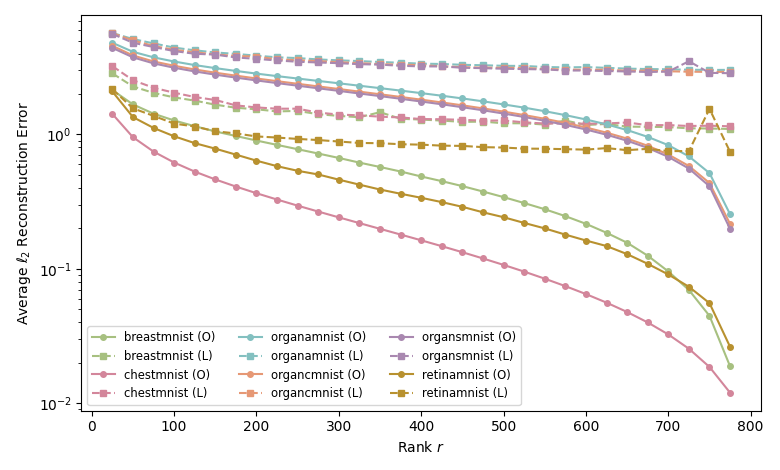 10⁰
10⁻¹
10⁻²
Average ℓ₂ Reconstruction Error
breastmnist (O)
breastmnist (L)
chestmnist (O)
chestmnist (L)
organamnist (O)
organamnist (L)
organcmnist (O)
organcmnist (L)
organsmnist (O)
organsmnist (L)
retinamnist (O)
retinamnist (L)
0 100 200 300 400 500 600 700 800
Rank r